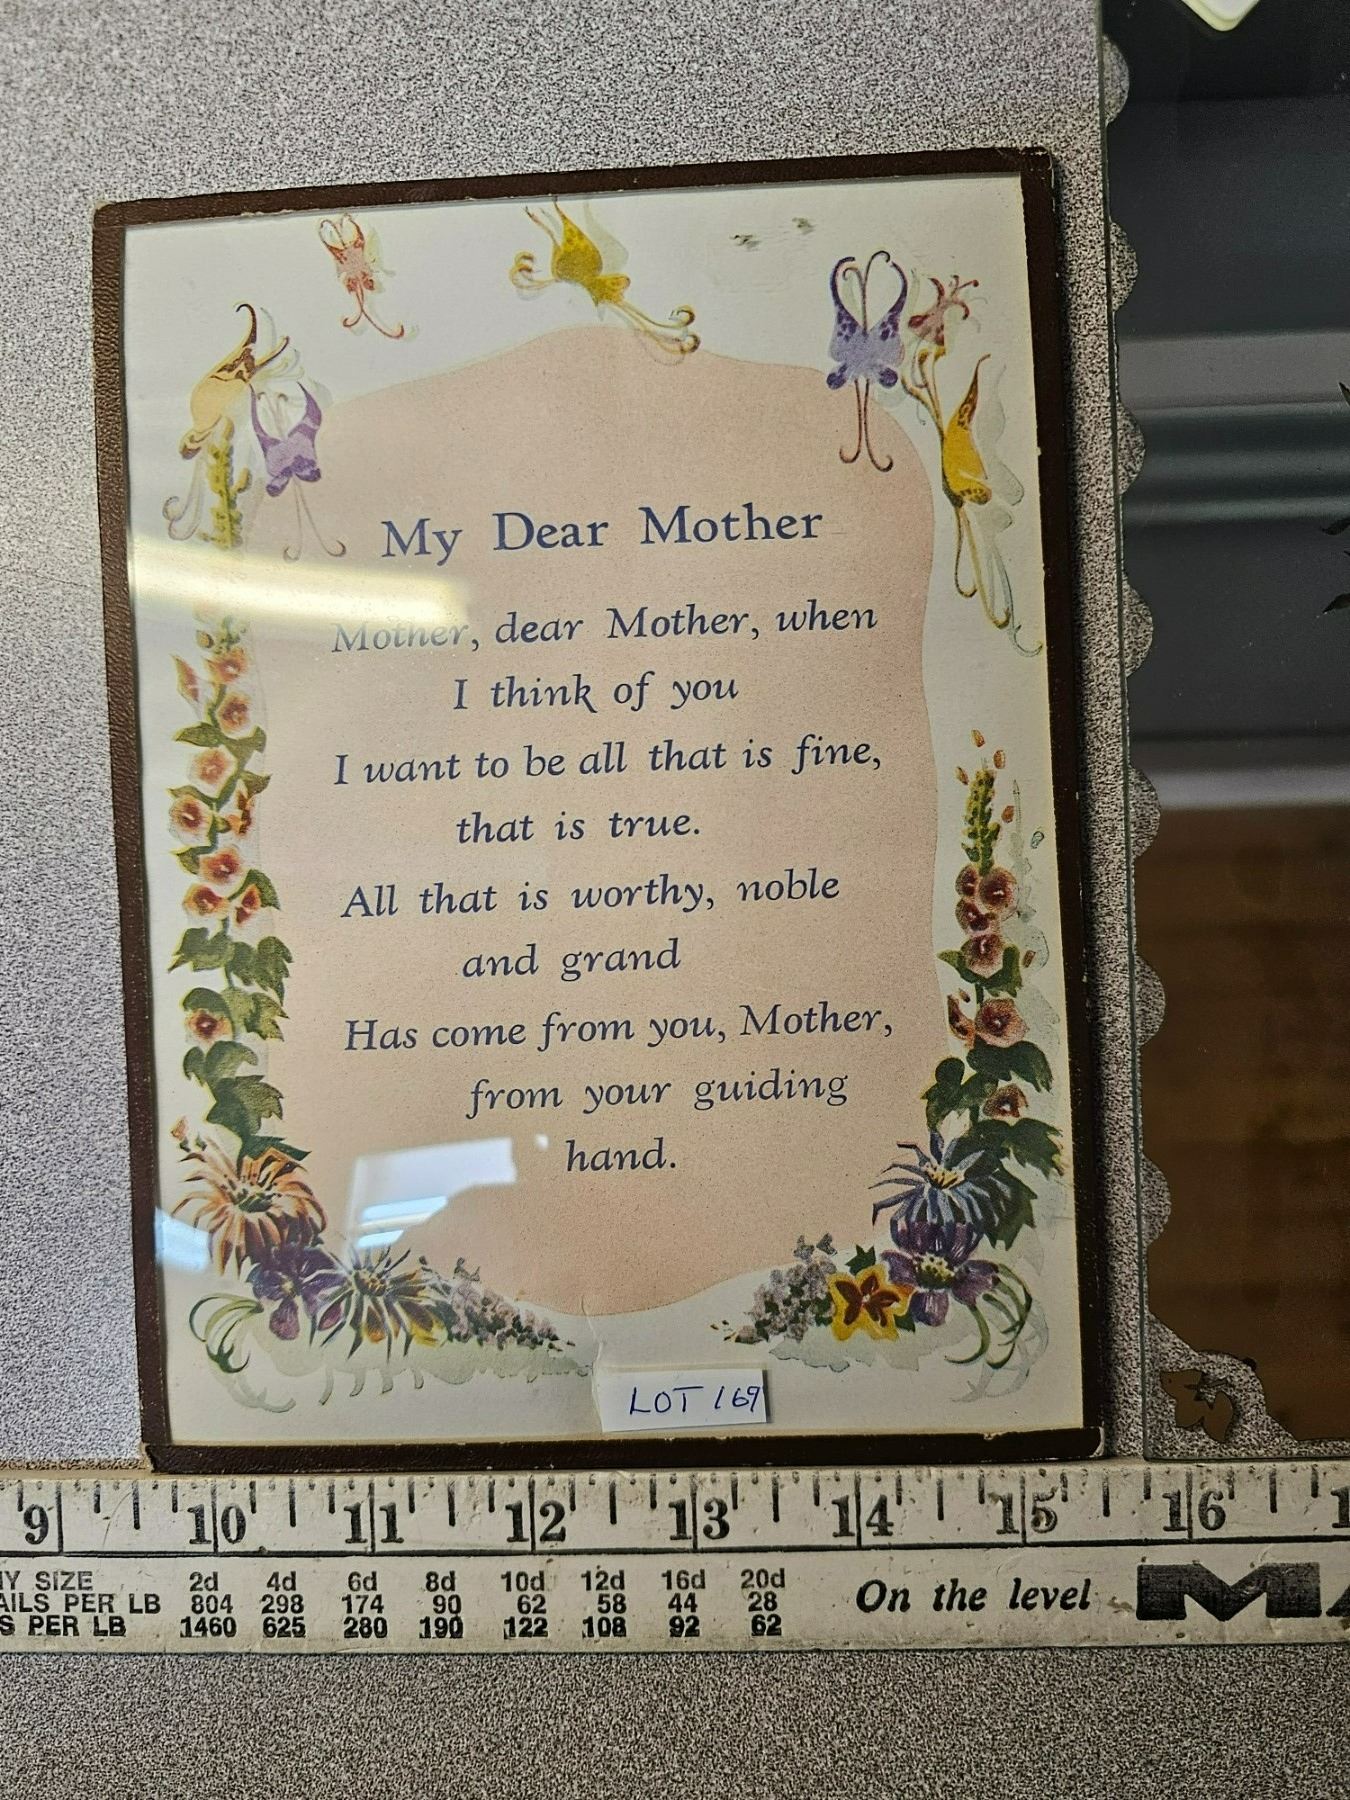 My Dear Mother
Mother, dear Mother, when
I think of you
I want to be all that is fine,
that is true.
All that is worthy, noble
and grand
Has come from you, Mother,
from your guiding
hand.
LOT 169
9 10 11 12 13 14 15 16
Y SIZE 2d 4d 6d 8d 10d 12d 16d 20d
AILS PER LB 804 298 174 90 62 58 44 28
S PER LB 1460 625 280 190 122 108 92 62
On the level